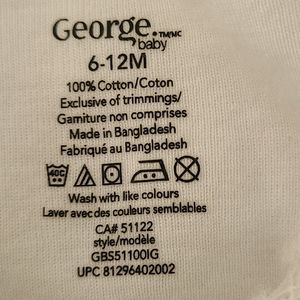 George.TM/MC
baby
6-12M
100% Cotton/Coton
Exclusive of trimmings/
Garniture non comprises
Made in Bangladesh
Fabriqué au Bangladesh
40C
Wash with like colours
Laver avec des couleurs semblables
CA# 51122
style/modèle
GBS51100IG
UPC 81296402002